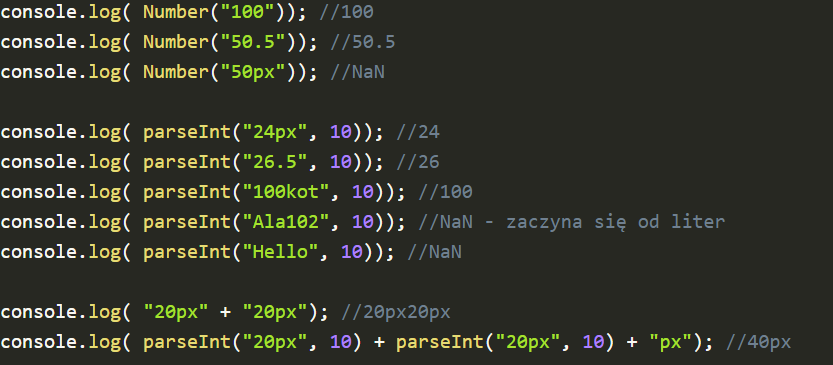 console.log( Number("100")); //100
console.log( Number("50.5")); //50.5
console.log( Number("50px")); //NaN
console.log( parseInt("24px", 10)); //24
console.log( parseInt("26.5", 10)); //26
console.log( parseInt("100kot", 10)); //100
console.log( parseInt("Ala102", 10)); //NaN - zaczyna się od liter
console.log( parseInt("Hello", 10)); //NaN
console.log( "20px" + "20px"); //20px20px
console.log( parseInt("20px", 10) + parseInt("20px", 10) + "px"); //40px